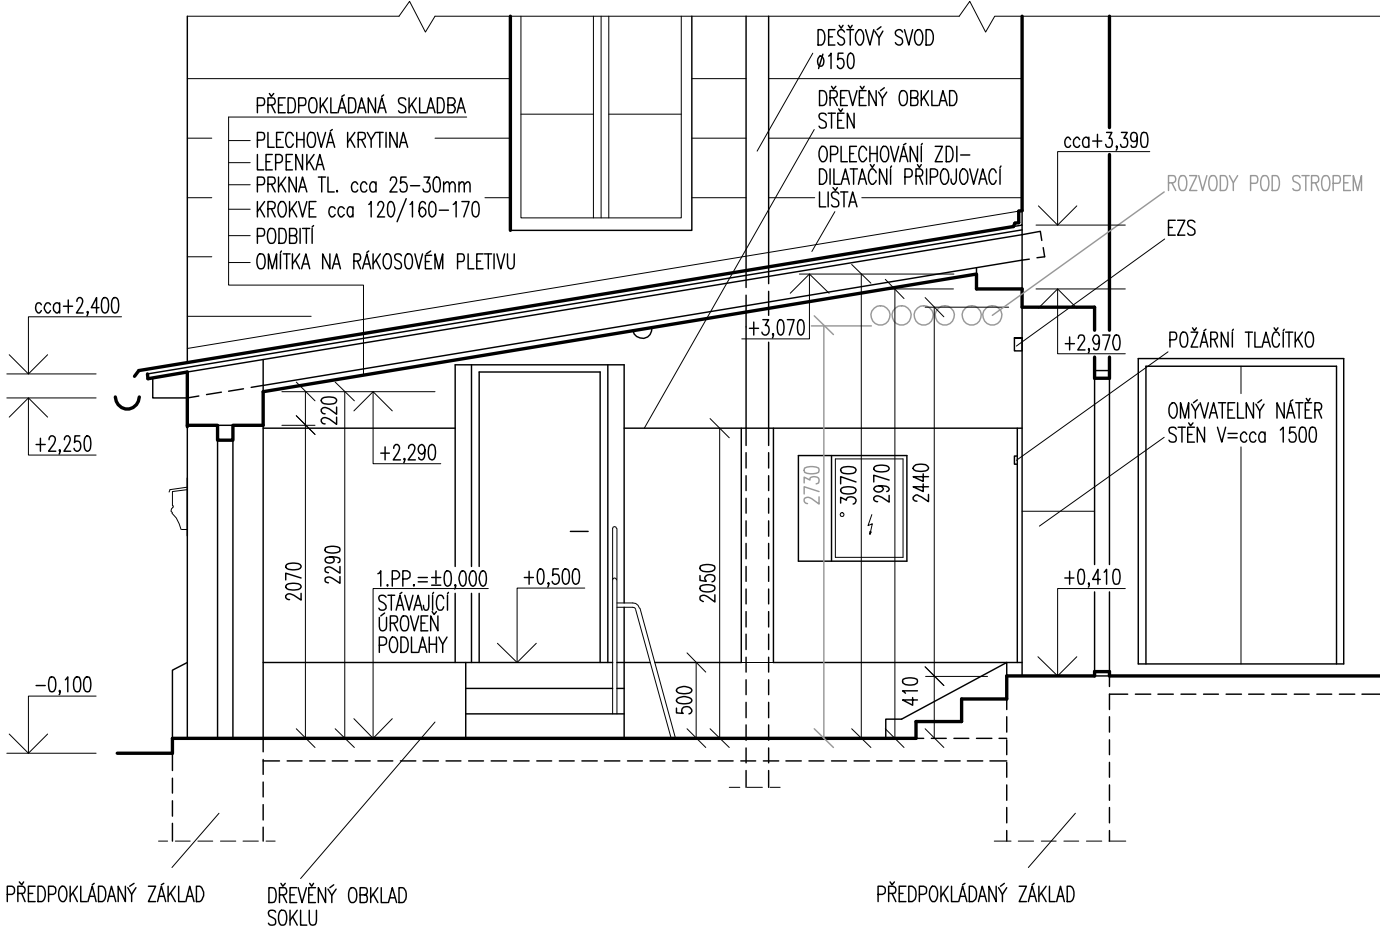 DEŠŤOVÝ SVOD
ø150
PŘEDPOKLÁDANÁ SKLADBA
PLECHOVÁ KRYTINA
LEPENKA
PRKNA TL. cca 25-30mm
KROKVE cca 120/160-170
PODBITÍ
OMÍTKA NA RÁKOSOVÉM PLETIVU
DŘEVĚNÝ OBKLAD
STĚN
OPLECHOVÁNÍ ZDI-
DILATAČNÍ PŘIPOJOVACÍ
LIŠTA
cca+3,390
ROZVODY POD STROPEM
EZS
cca+2,400
+3,070
+2,970
POŽÁRNÍ TLAČÍTKO
OMÝVATELNÝ NÁTĚR
STĚN V=cca 1500
+2,250
220
+2,290
2730
3070
2970
2440
2070
2290
2050
1.PP.=±0,000
STÁVAJÍCÍ
ÚROVEŇ
PODLAHY
+0,500
+0,410
-0,100
500
410
PŘEDPOKLÁDANÝ ZÁKLAD
DŘEVĚNÝ OBKLAD
SOKLU
PŘEDPOKLÁDANÝ ZÁKLAD